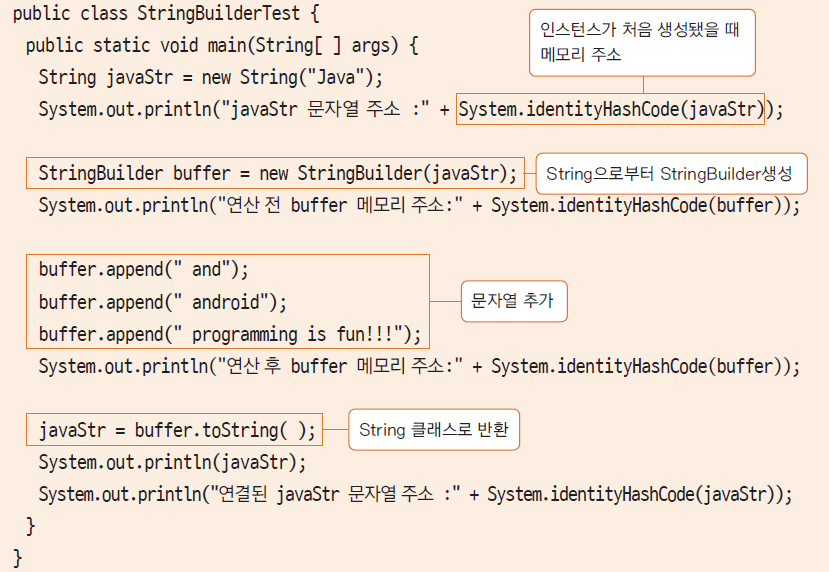 public class StringBuilderTest {
public static void main(String[ ] args) {
String javaStr = new String("Java");
System.out.println("javaStr 문자열 주소 :" + System.identityHashCode(javaStr));
인스턴스가 처음 생성됐을 때
메모리 주소
StringBuilder buffer = new StringBuilder(javaStr);
String으로부터 StringBuilder생성
System.out.println("연산 전 buffer 메모리 주소:" + System.identityHashCode(buffer));
buffer.append(" and");
buffer.append(" android");
buffer.append(" programming is fun!!!");
문자열 추가
System.out.println("연산 후 buffer 메모리 주소:" + System.identityHashCode(buffer));
javaStr = buffer.toString( );
String 클래스로 반환
System.out.println(javaStr);
System.out.println("연결된 javaStr 문자열 주소 :" + System.identityHashCode(javaStr));
}
}